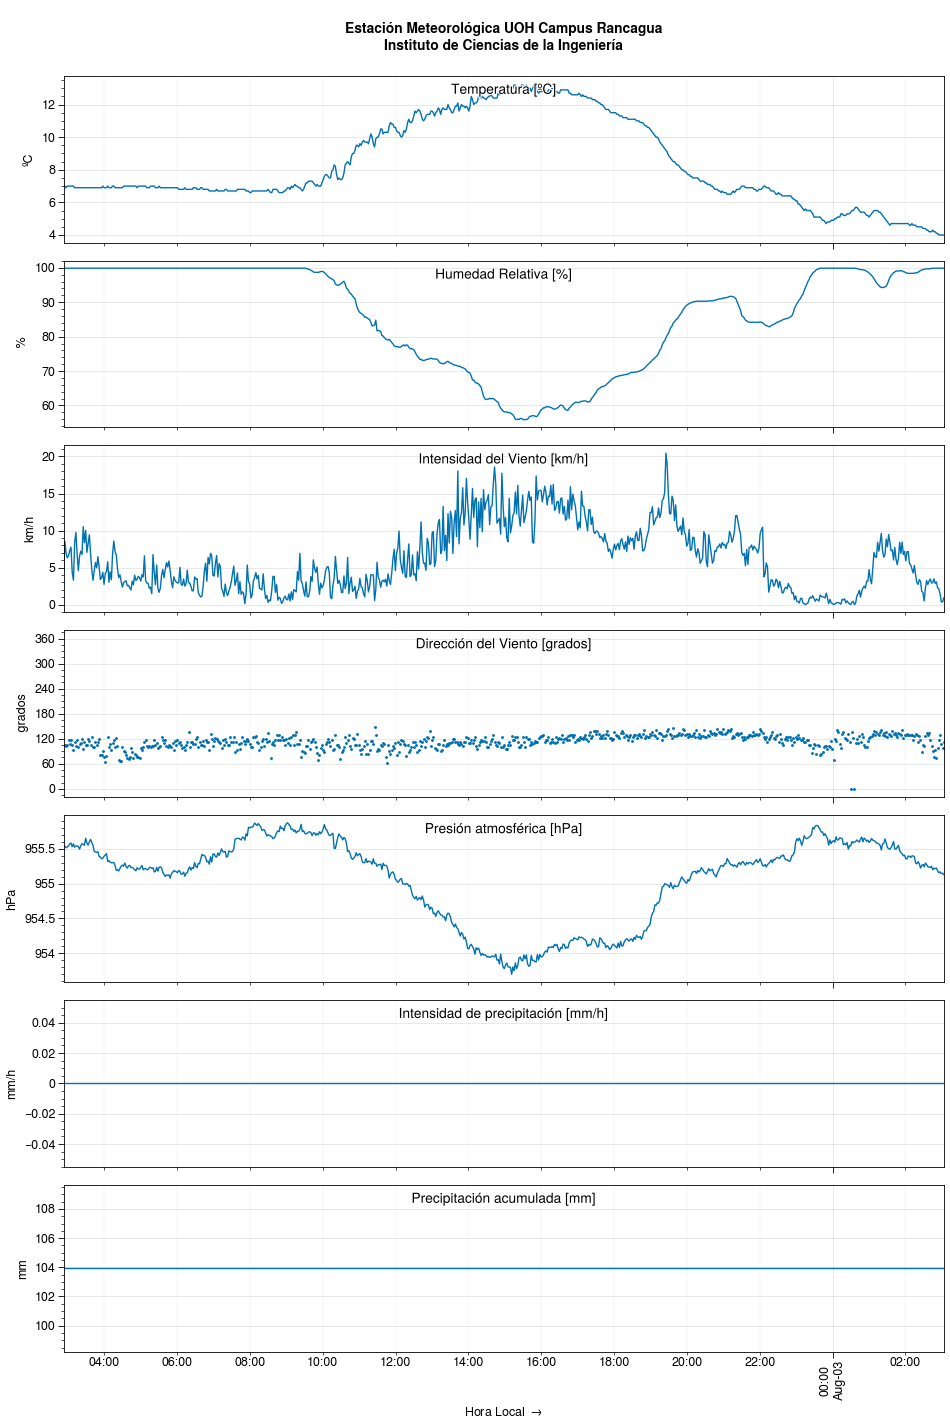 Estación Meteorológica UOH Campus Rancagua
Instituto de Ciencias de la Ingeniería
Temperatura [ºC]
12
10
8
6
4
ºC
Humedad Relativa [%]
100
90
80
70
60
%
Intensidad del Viento [km/h]
20
15
10
5
0
km/h
Dirección del Viento [grados]
360
300
240
180
120
60
0
grados
Presión atmosférica [hPa]
955.5
955
954.5
954
hPa
Intensidad de precipitación [mm/h]
0.04
0.02
0
−0.02
−0.04
mm/h
Precipitación acumulada [mm]
108
106
104
102
100
mm
04:00 06:00 08:00 10:00 12:00 14:00 16:00 18:00 20:00 22:00 00:00 02:00
Aug-03
Hora Local →